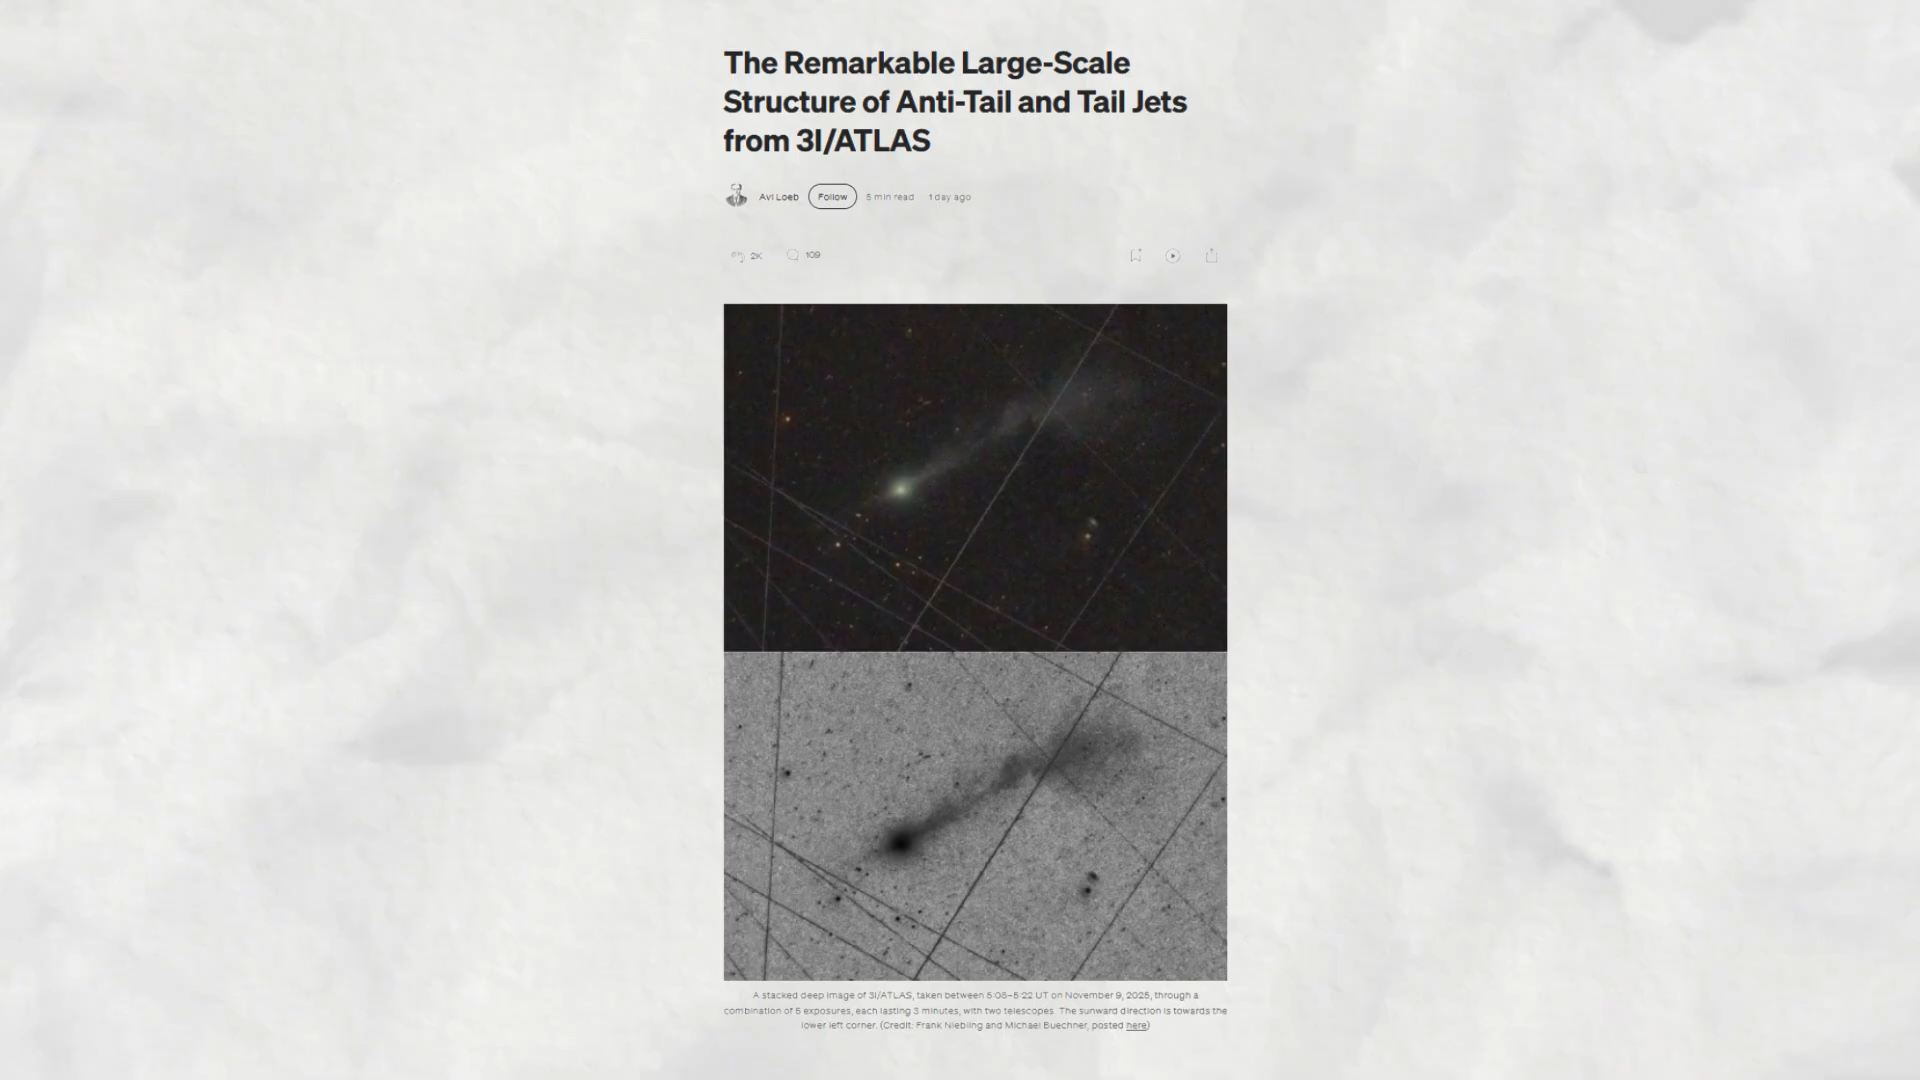 The Remarkable Large-Scale
Structure of Anti-Tail and Tail Jets
from 3I/ATLAS
Avi Loeb Follow 5 min read 1 day ago
2K 109
A stacked deep image of 3I/ATLAS, taken between 5:08–5:22 UT on November 9, 2025, through a
combination of 5 exposures, each lasting 3 minutes, with two telescopes. The sunward direction is towards the
lower left corner. (Credit: Frank Niebling and Michael Buechner, posted here)